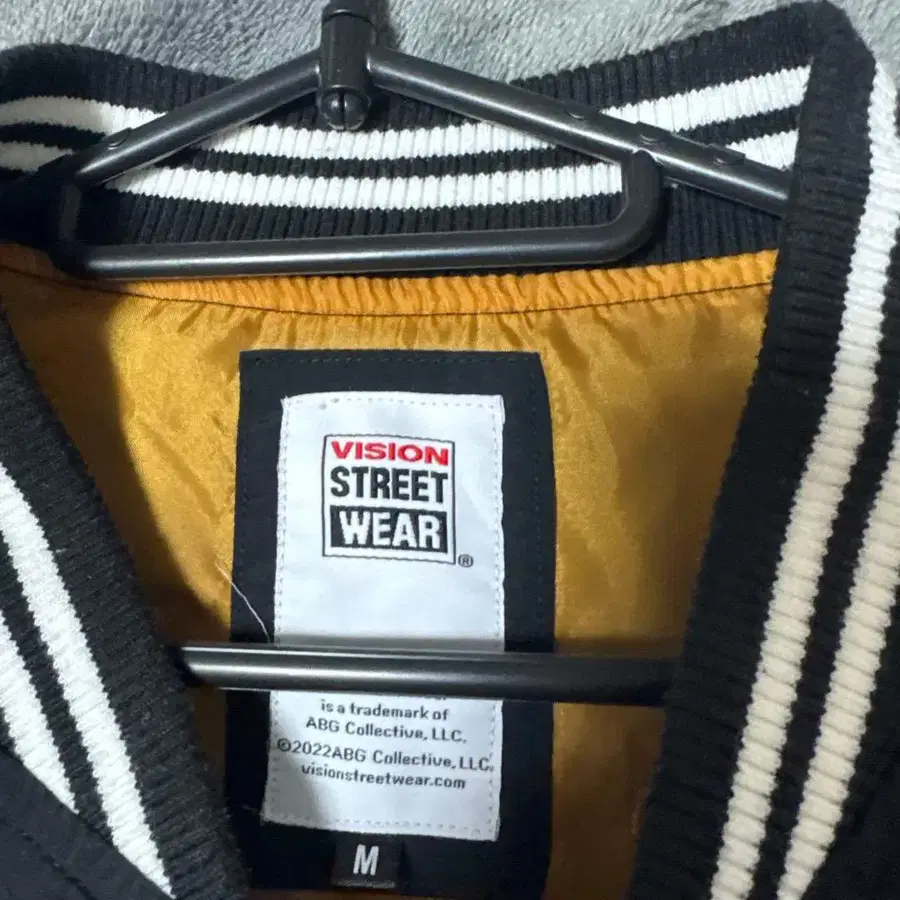 VISION
STREET
WEAR
®
is a trademark of
ABG Collective, LLC.
©2022ABG Collective, LLC.
visionstreetwear.com
M